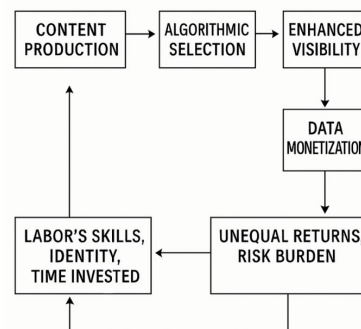 CONTENT
PRODUCTION
ALGORITHMIC
SELECTION
ENHANCED
VISIBILITY
DATA
MONETIZATION
UNEQUAL RETURNS,
RISK BURDEN
LABOR'S SKILLS,
IDENTITY,
TIME INVESTED